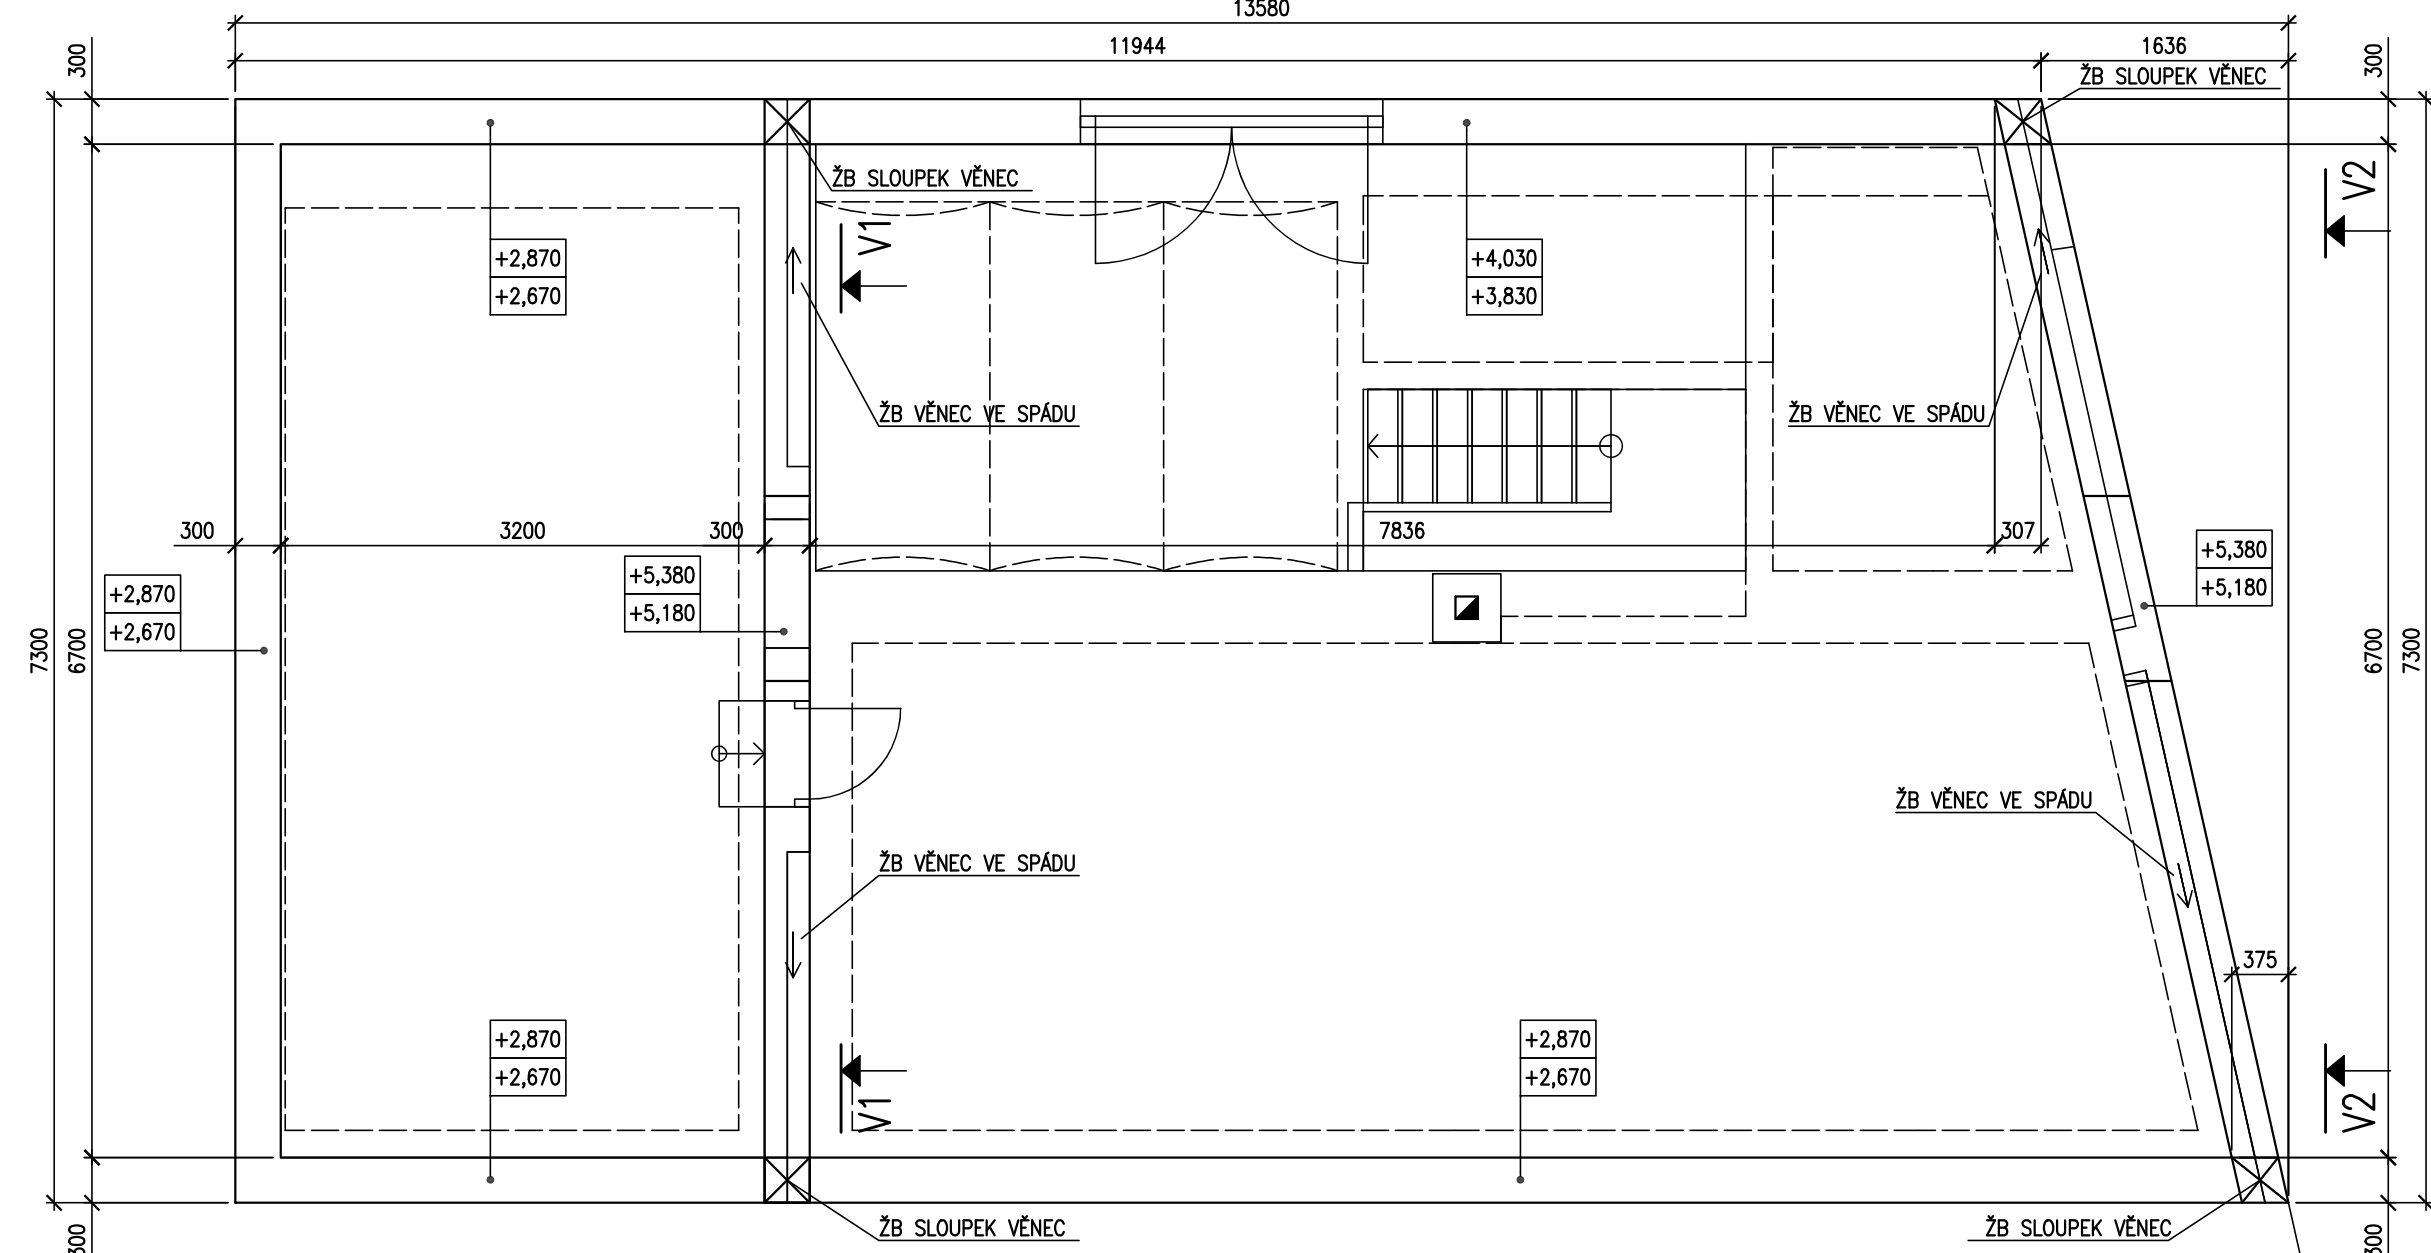 13580
11944
1636
300
300
ŽB SLOUPEK VĚNEC
ŽB SLOUPEK VĚNEC
V1
V2
+2,870
+2,670
+4,030
+3,830
ŽB VĚNEC VE SPÁDU
ŽB VĚNEC VE SPÁDU
300
3200
300
7836
307
+5,380
+5,180
+5,380
+5,180
+2,870
+2,670
7300
6700
6700
7300
ŽB VĚNEC VE SPÁDU
ŽB VĚNEC VE SPÁDU
375
+2,870
+2,670
+2,870
+2,670
V1
V2
ŽB SLOUPEK VĚNEC
ŽB SLOUPEK VĚNEC
300
300